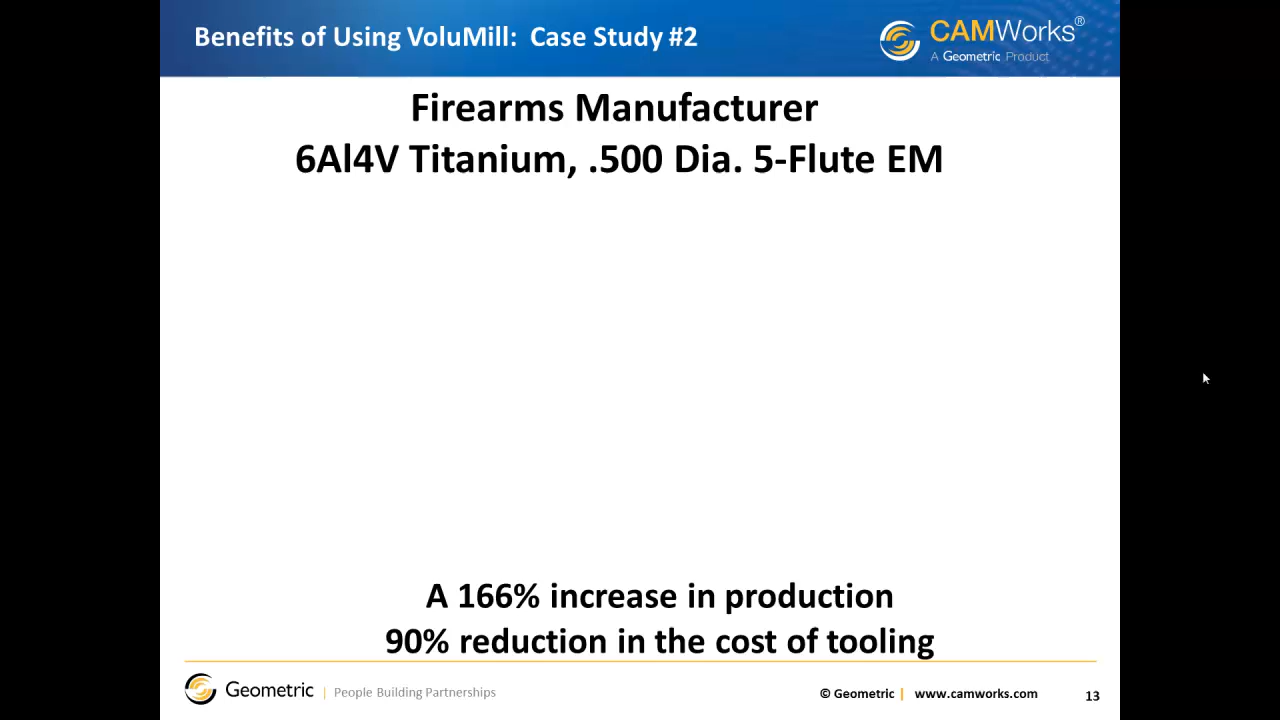 Benefits of Using VoluMill: Case Study #2
CAMWorks®
A Geometric Product
Firearms Manufacturer
6Al4V Titanium, .500 Dia. 5-Flute EM
A 166% increase in production
90% reduction in the cost of tooling
Geometric | People Building Partnerships
© Geometric | www.camworks.com
13